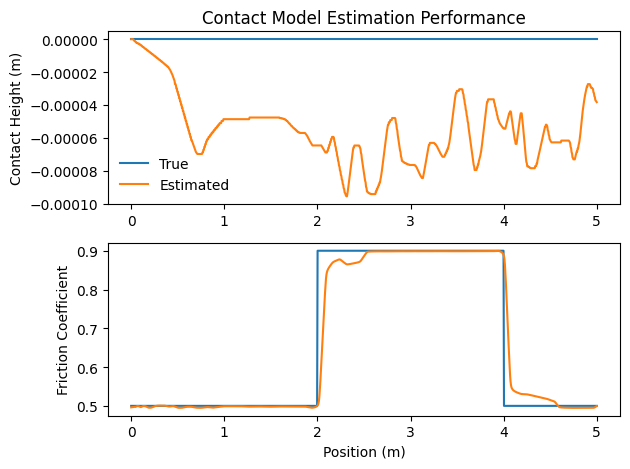 Contact Model Estimation Performance
Contact Height (m)
0.00000
−0.00002
−0.00004
−0.00006
−0.00008
−0.00010
True
Estimated
0 1 2 3 4 5
Friction Coefficient
0.9
0.8
0.7
0.6
0.5
0 1 2 3 4 5
Position (m)